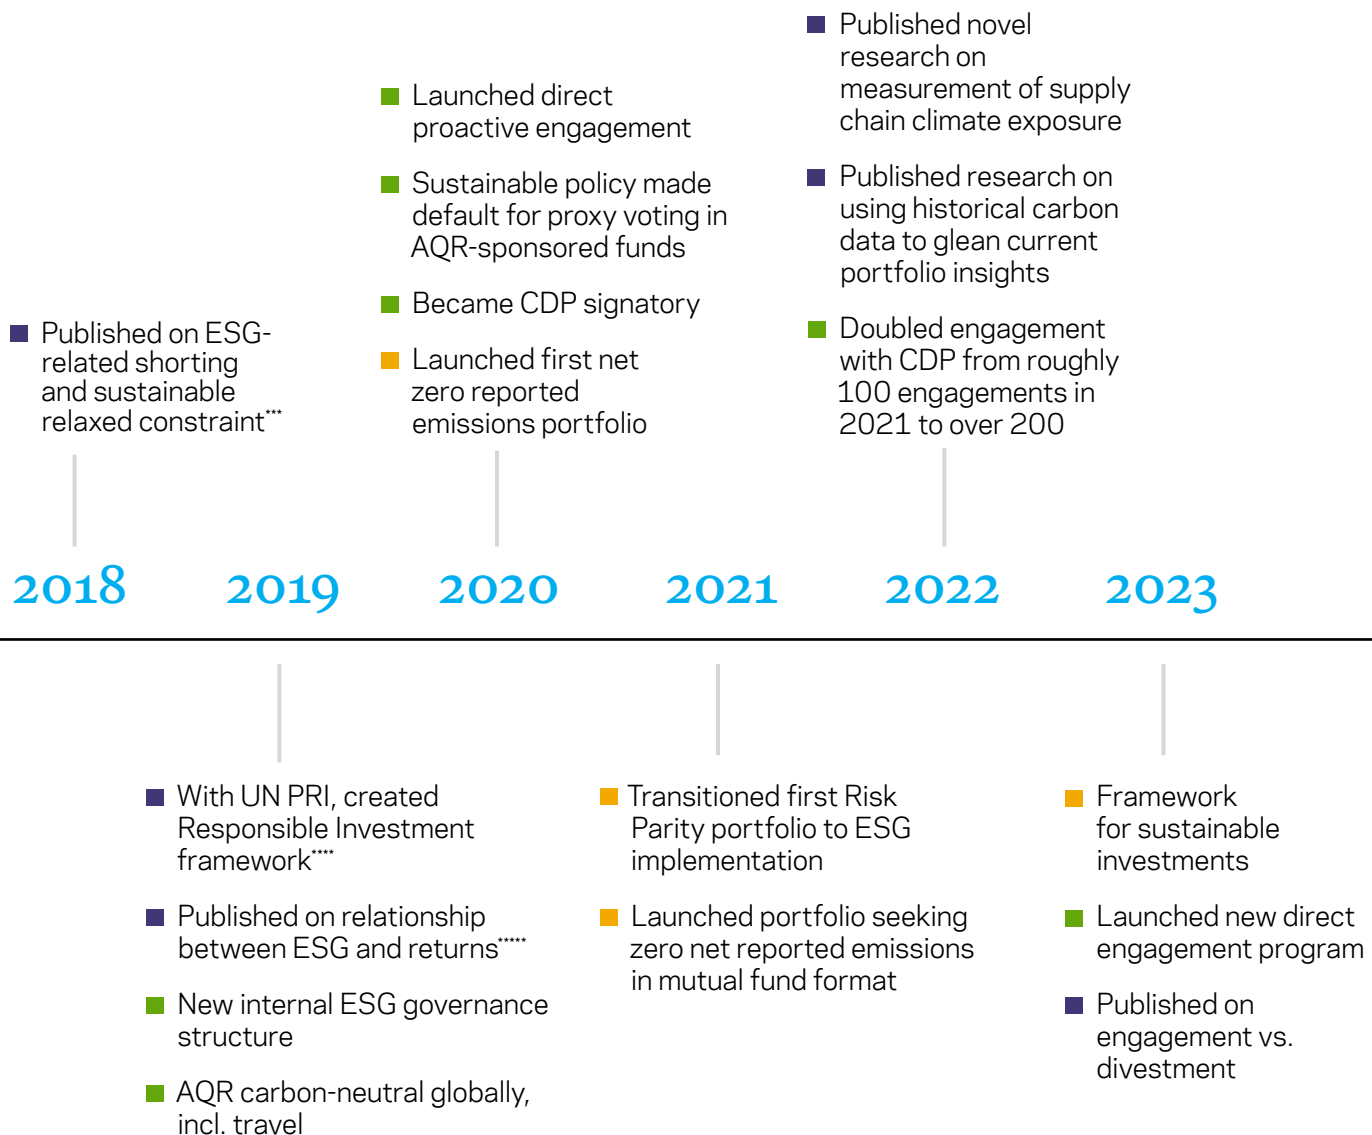 Published on ESG-
related shorting
and sustainable
relaxed constraint***
Launched direct
proactive engagement
Sustainable policy made
default for proxy voting in
AQR-sponsored funds
Became CDP signatory
Launched first net
zero reported
emissions portfolio
Published novel
research on
measurement of supply
chain climate exposure
Published research on
using historical carbon
data to glean current
portfolio insights
Doubled engagement
with CDP from roughly
100 engagements in
2021 to over 200
2018 2019 2020 2021 2022 2023
With UN PRI, created
Responsible Investment
framework****
Published on relationship
between ESG and returns*****
New internal ESG governance
structure
AQR carbon-neutral globally,
incl. travel
Transitioned first Risk
Parity portfolio to ESG
implementation
Launched portfolio seeking
zero net reported emissions
in mutual fund format
Framework
for sustainable
investments
Launched new direct
engagement program
Published on
engagement vs.
divestment